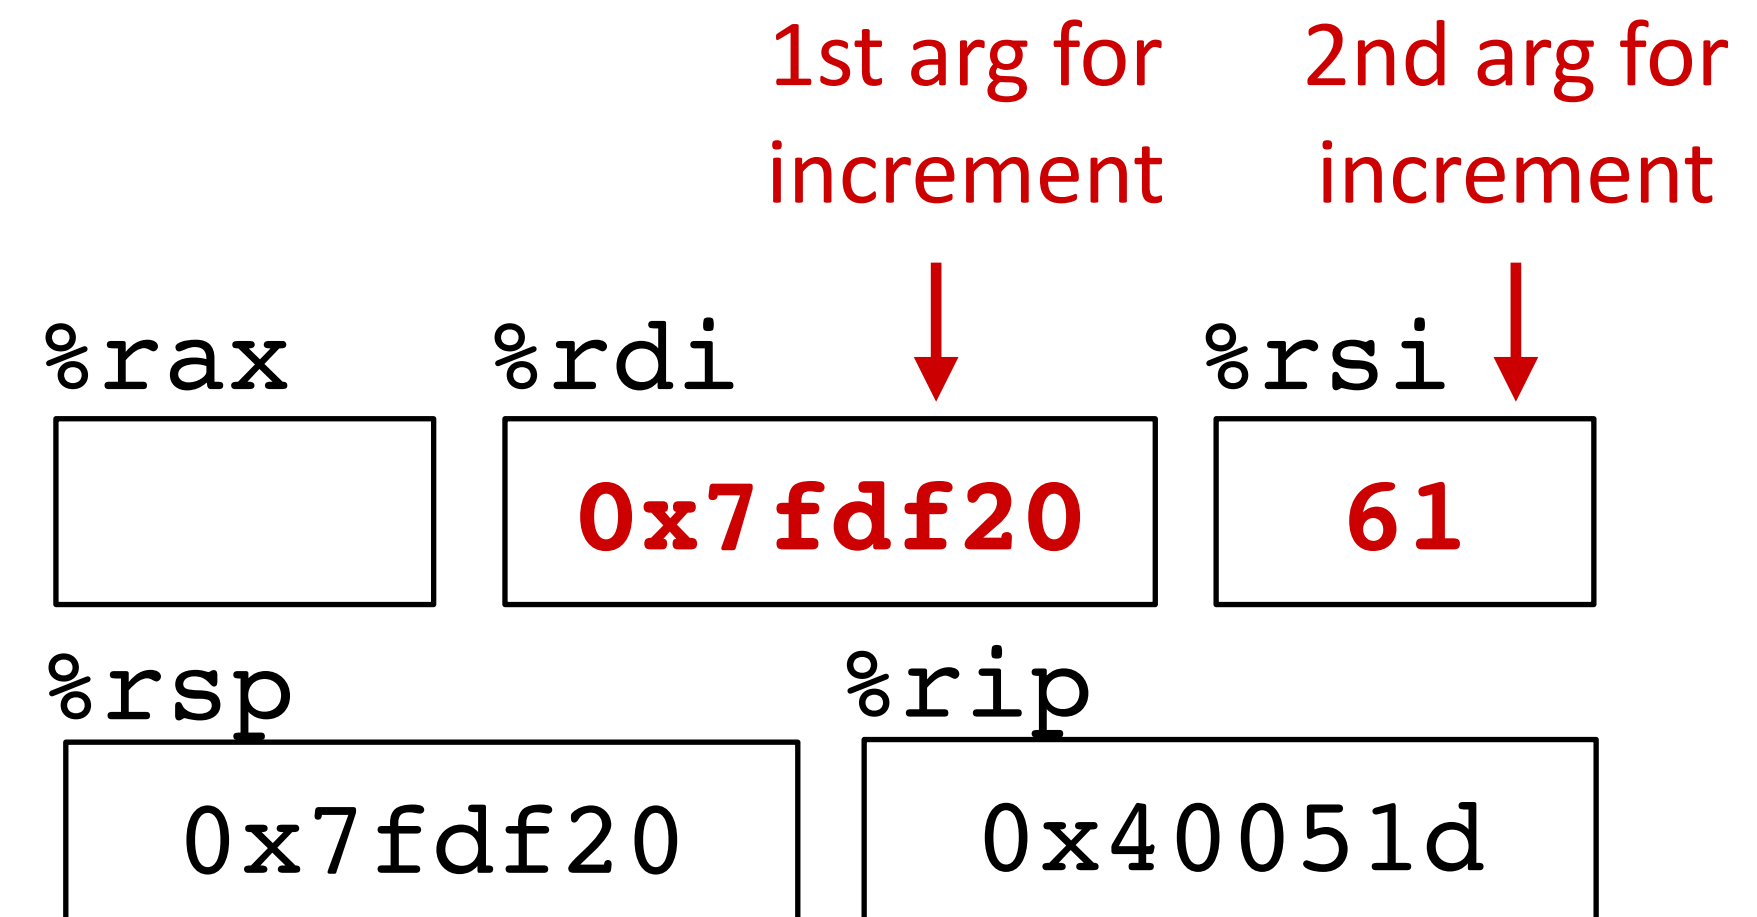 1st arg for
increment
2nd arg for
increment
%rax
%rdi
%rsi
0x7fdf20
61
%rsp
%rip
0x7fdf20
0x40051d